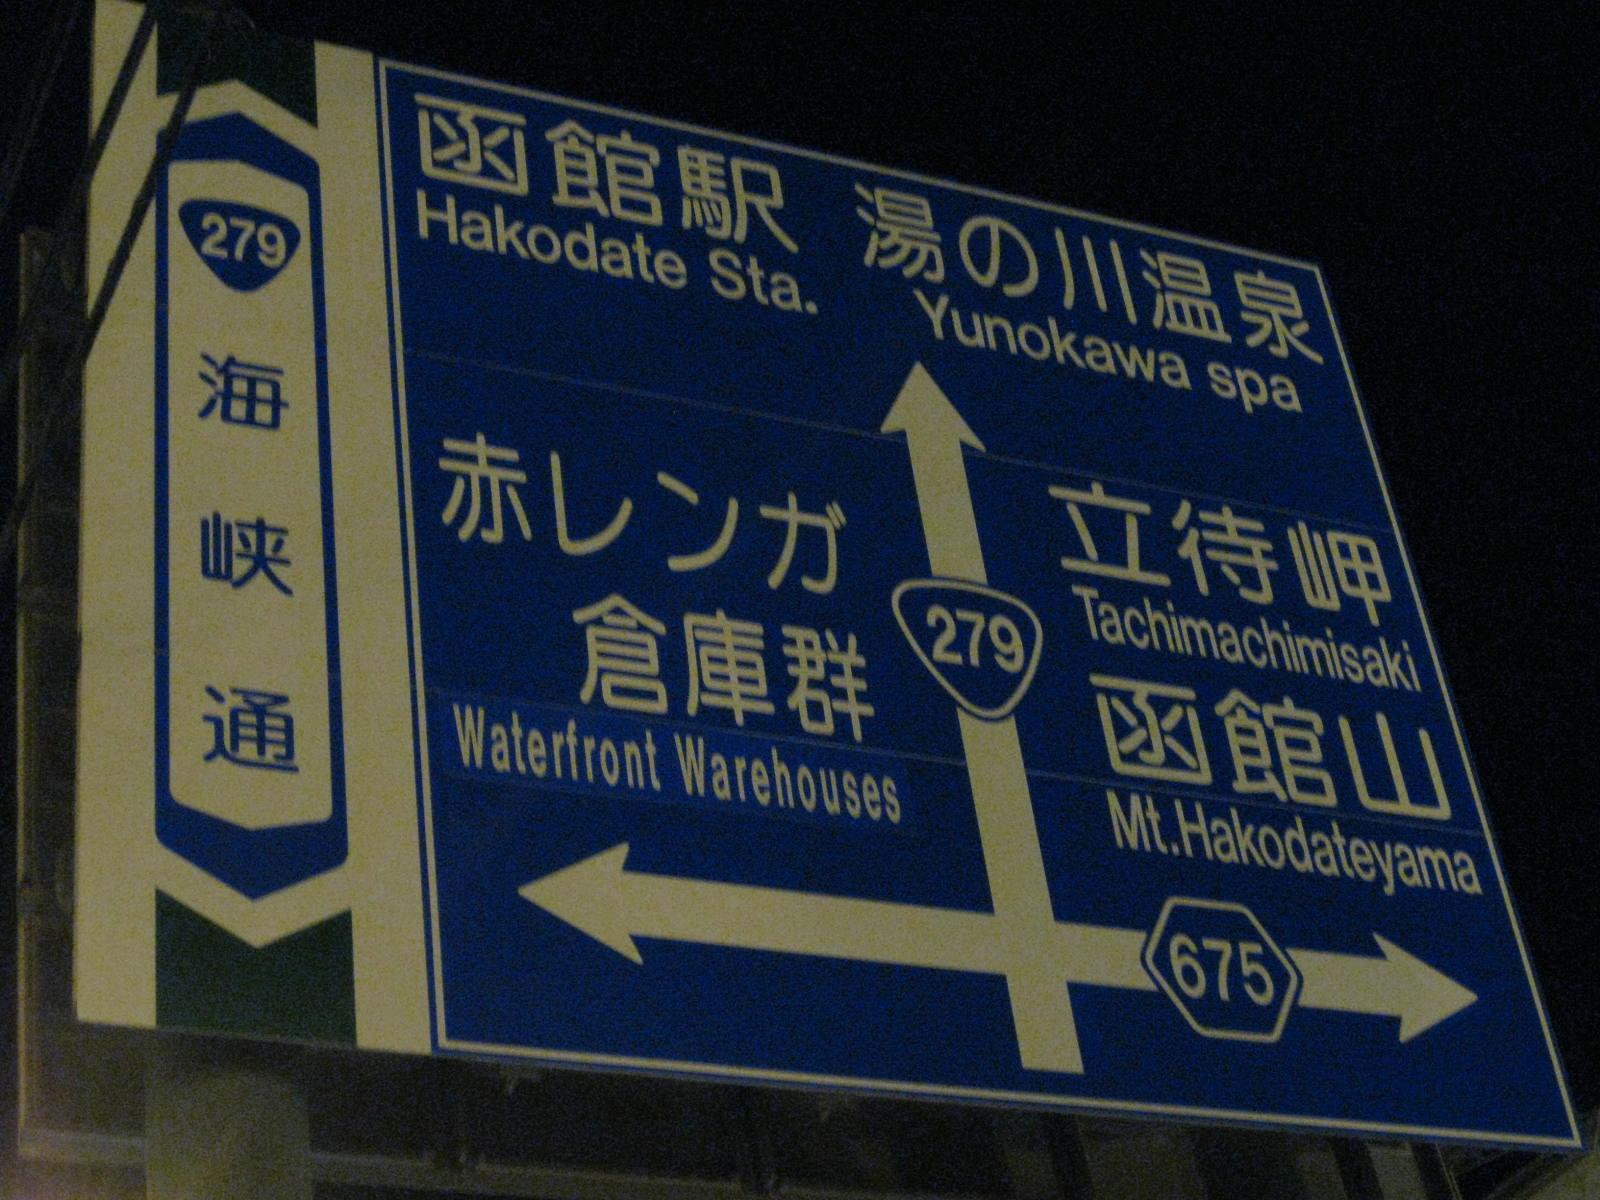 279
海峡通
函館駅 湯の川温泉
Hakodate Sta. Yunokawa spa
赤レンガ
倉庫群
Waterfront Warehouses
279
立待岬
Tachimachimisaki
函館山
Mt.Hakodateyama
675